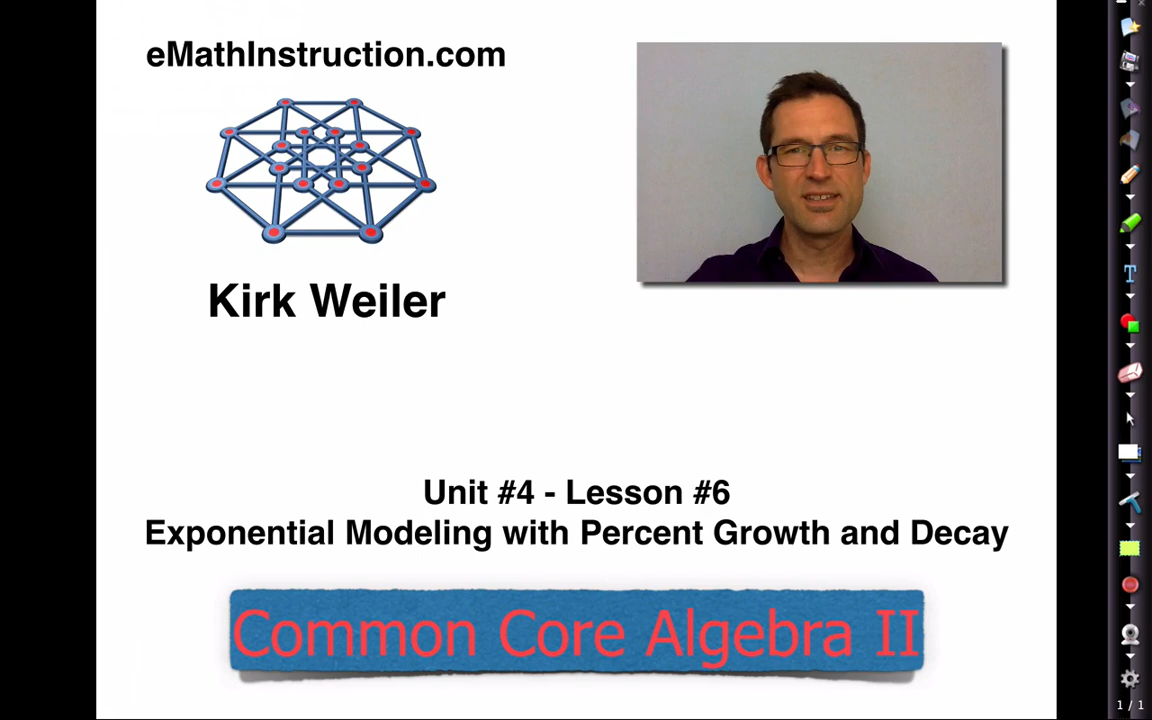 eMathInstruction.com
Kirk Weiler
Unit #4 - Lesson #6
Exponential Modeling with Percent Growth and Decay
Common Core Algebra II
T
1 / 1